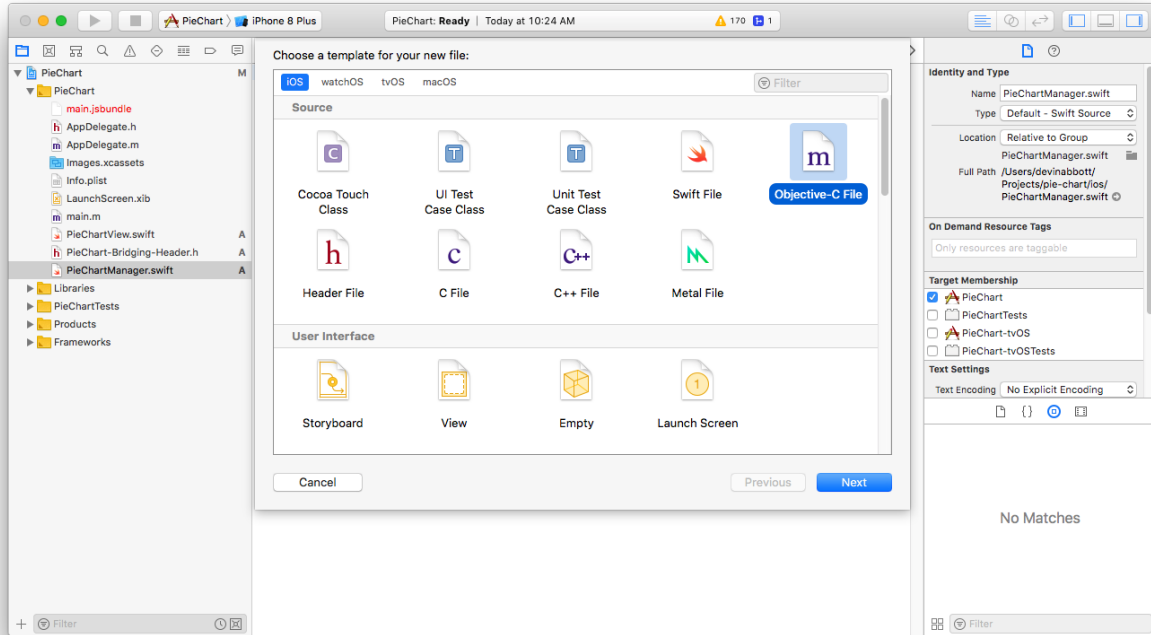 PieChart
iPhone 8 Plus
PieChart: Ready | Today at 10:24 AM
170
1
PieChart M
PieChart
main.jsbundle
h AppDelegate.h
m AppDelegate.m
Images.xcassets
Info.plist
LaunchScreen.xib
m main.m
PieChartView.swift A
h PieChart-Bridging-Header.h A
PieChartManager.swift A
Libraries
PieChartTests
Products
Frameworks
Filter
Choose a template for your new file:
iOS watchOS tvOS macOS
Filter
Source
C
T
T
m
Cocoa Touch
Class
UI Test
Case Class
Unit Test
Case Class
Swift File
Objective-C File
h
c
C++
Header File
C File
C++ File
Metal File
User Interface
1
Storyboard
View
Empty
Launch Screen
Cancel
Previous
Next
Identity and Type
Name PieChartManager.swift
Type Default - Swift Source
Location Relative to Group
PieChartManager.swift
Full Path /Users/devinabbott/
Projects/pie-chart/ios/
PieChartManager.swift
On Demand Resource Tags
Only resources are taggable
Target Membership
PieChart
PieChartTests
PieChart-tvOS
PieChart-tvOSTests
Text Settings
Text Encoding No Explicit Encoding
{ }
No Matches
Filter